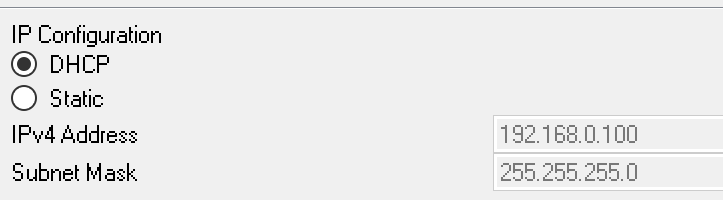 IP Configuration
DHCP
Static
IPv4 Address 192.168.0.100
Subnet Mask 255.255.255.0